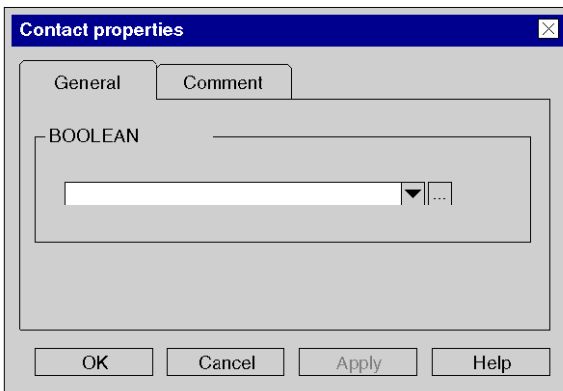 Contact properties
General Comment
BOOLEAN
...
OK Cancel Apply Help